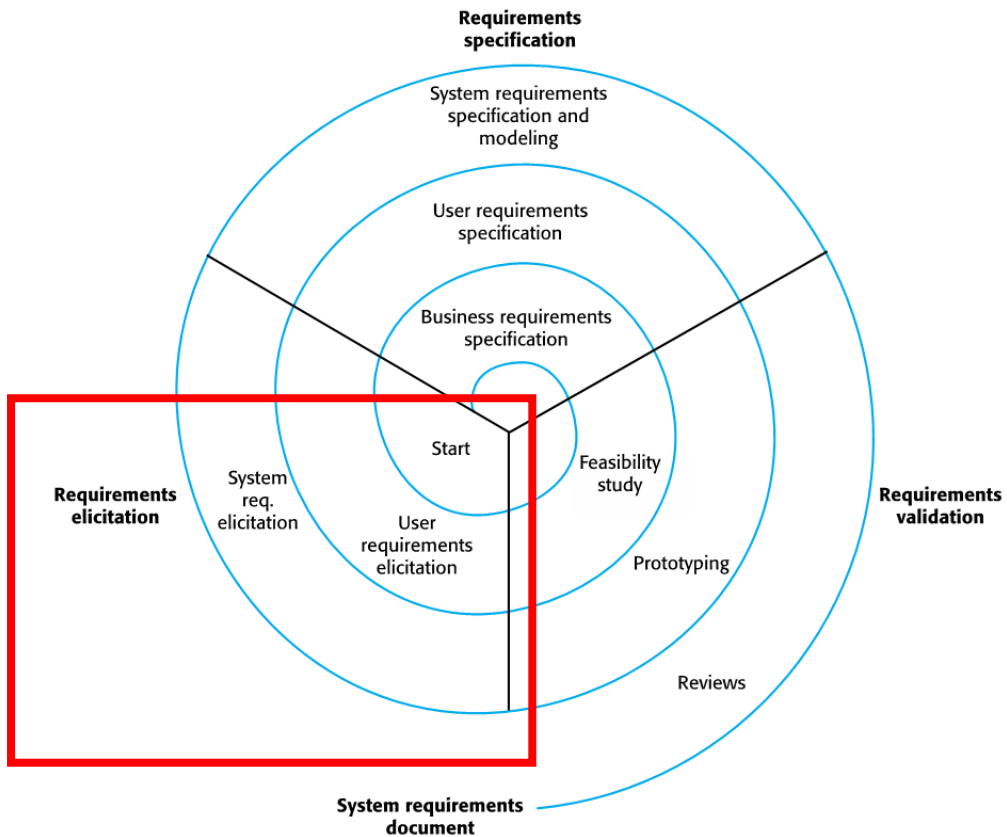 Requirements
specification
System requirements
specification and
modeling
User requirements
specification
Business requirements
specification
Start
Feasibility
study
System
req.
elicitation
Requirements
elicitation
Requirements
validation
User
requirements
elicitation
Prototyping
Reviews
System requirements
document